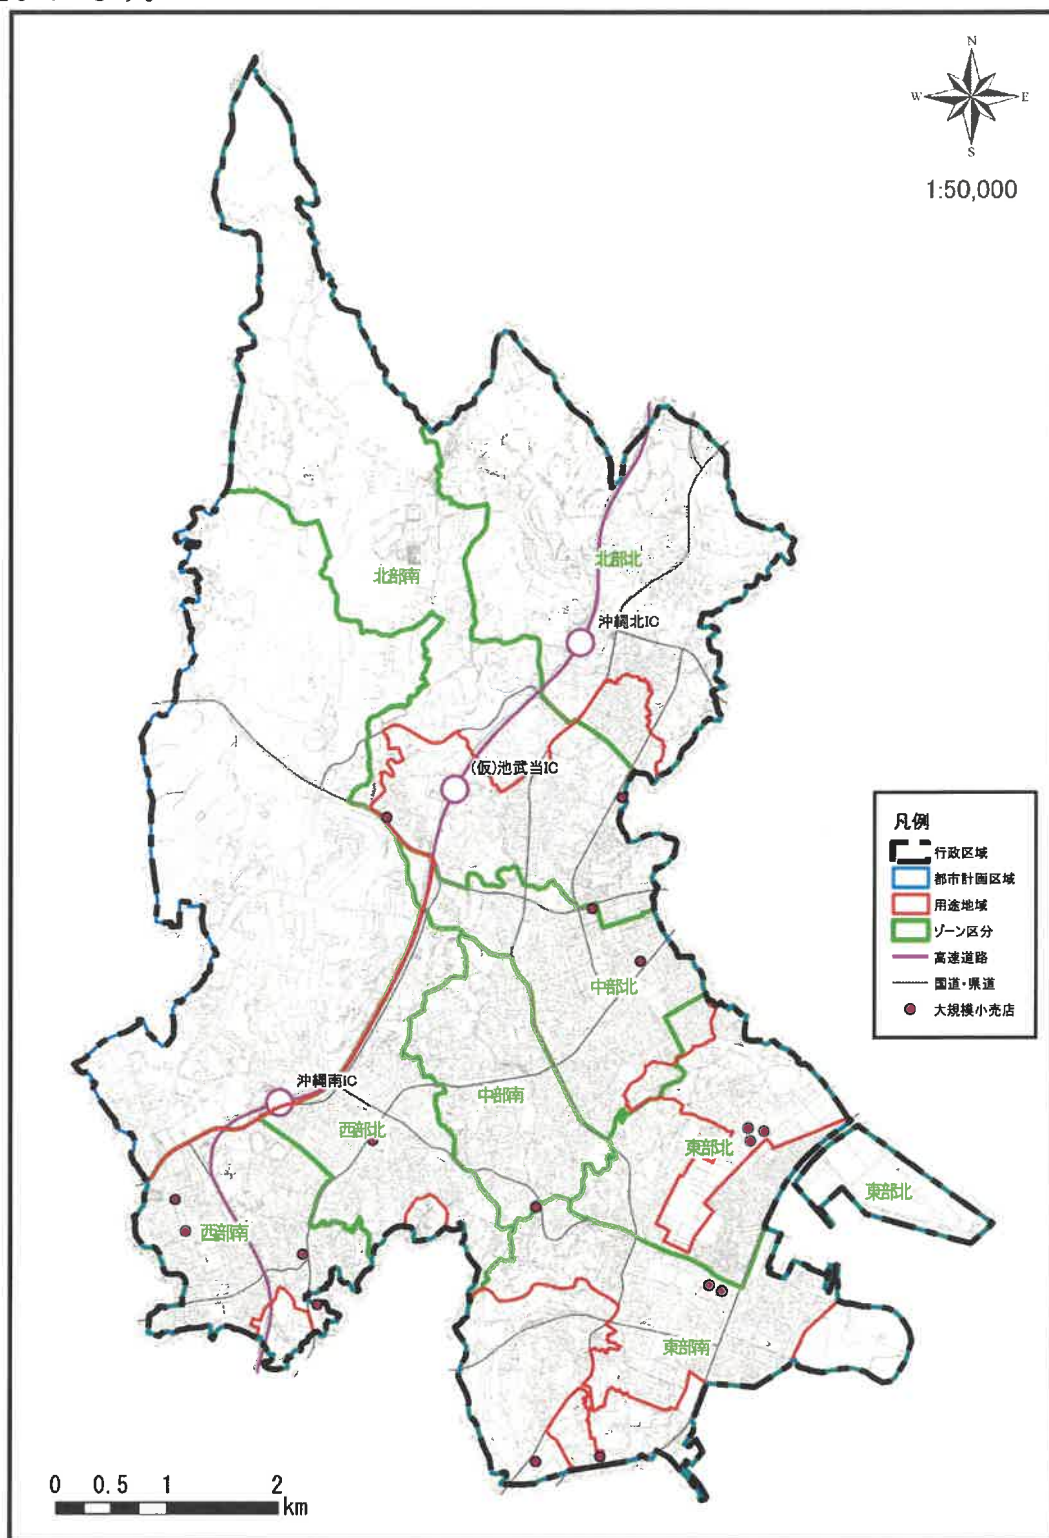 N
W
E
S
1:50,000
北部南
北部北
沖縄北IC
(仮)池武当IC
凡例
行政区域
都市計画区域
用途地域
ゾーン区分
高速道路
国道・県道
大規模小売店
中部北
沖縄南IC
中部南
西部北
東部北
東部北
西部南
東部南
0 0.5 1 2
km